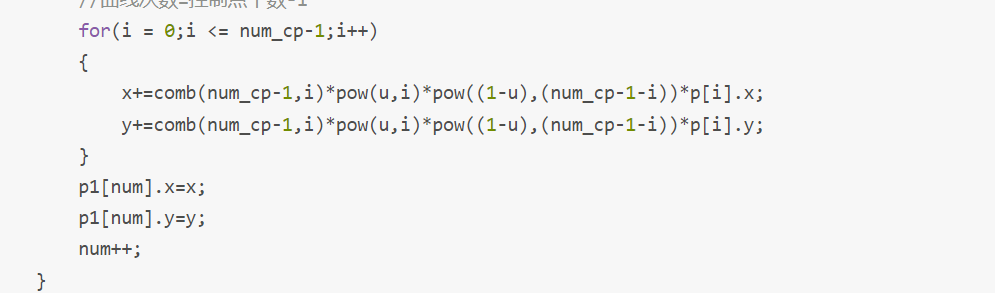 //曲线次数=控制点个数-1
for(i = 0;i <= num_cp-1;i++)
{
x+=comb(num_cp-1,i)*pow(u,i)*pow((1-u),(num_cp-1-i))*p[i].x;
y+=comb(num_cp-1,i)*pow(u,i)*pow((1-u),(num_cp-1-i))*p[i].y;
}
p1[num].x=x;
p1[num].y=y;
num++;
}